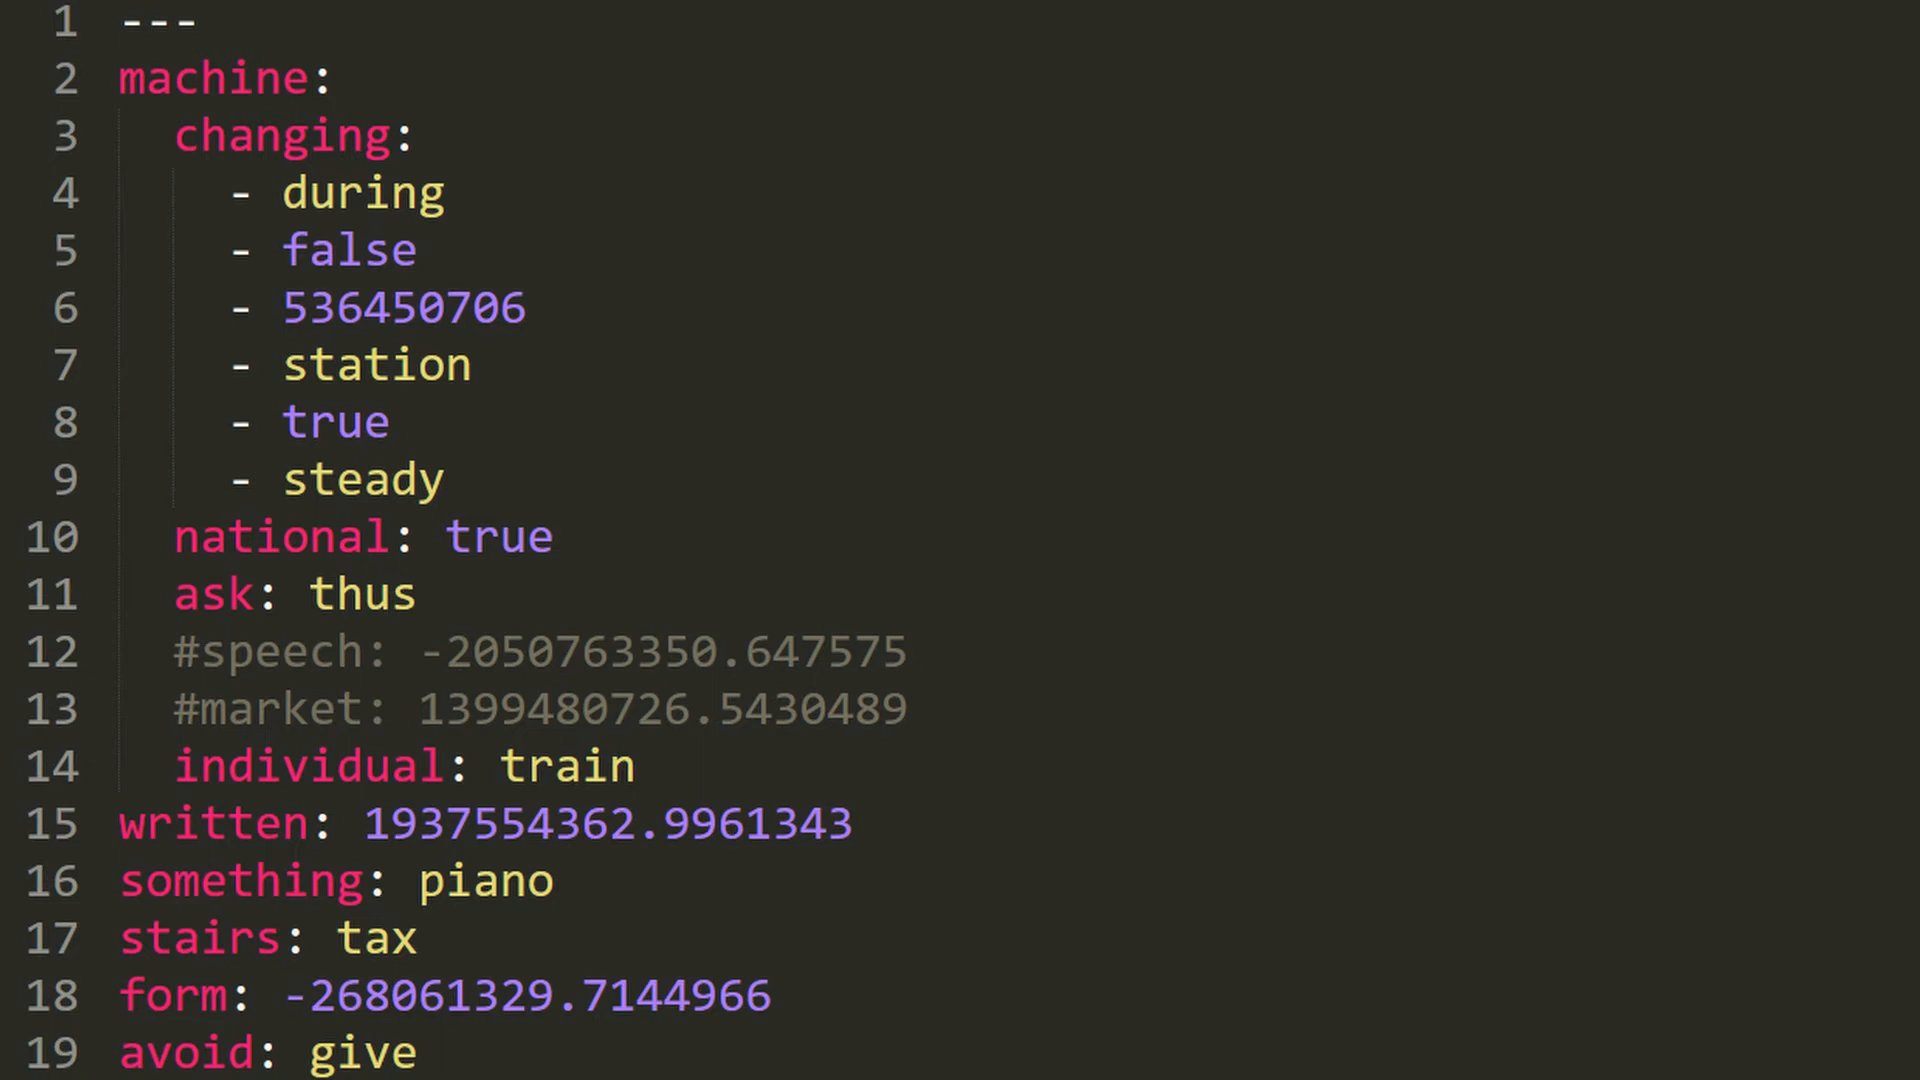 1 ---
2 machine:
3   changing:
4     - during
5     - false
6     - 536450706
7     - station
8     - true
9     - steady
10   national: true
11   ask: thus
12   #speech: -2050763350.647575
13   #market: 1399480726.5430489
14   individual: train
15 written: 1937554362.9961343
16 something: piano
17 stairs: tax
18 form: -268061329.7144966
19 avoid: give